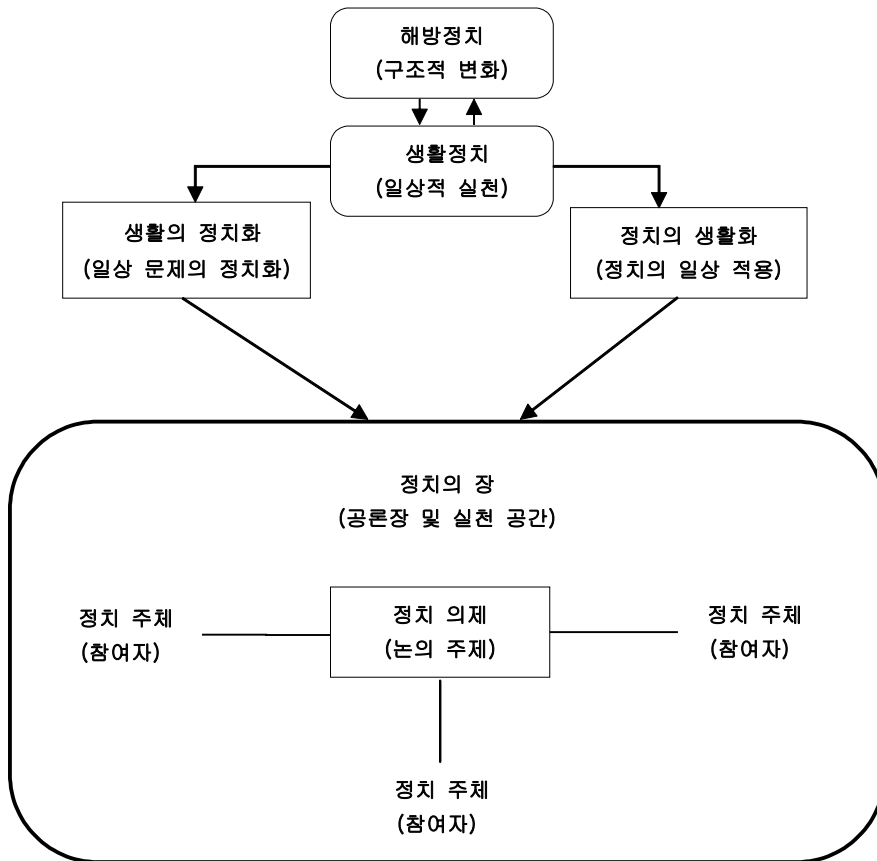 해방정치
(구조적 변화)
생활정치
(일상적 실천)
생활의 정치화
(일상 문제의 정치화)
정치의 생활화
(정치의 일상 적용)
정치의 장
(공론장 및 실천 공간)
정치 주체
(참여자)
정치 의제
(논의 주제)
정치 주체
(참여자)
정치 주체
(참여자)